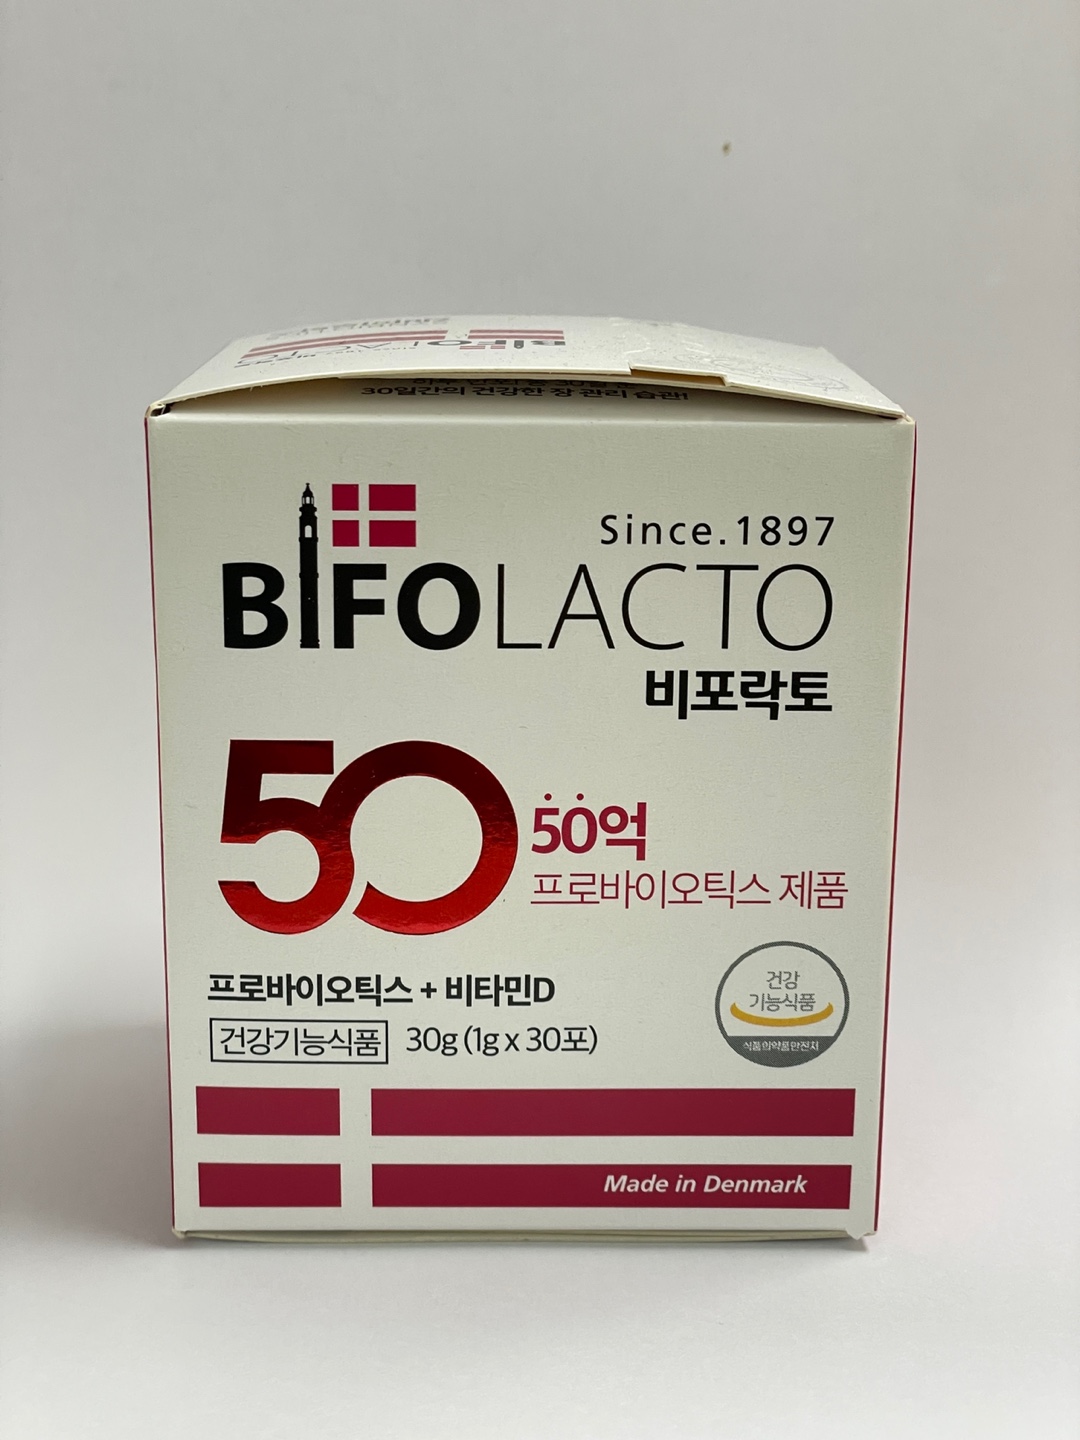 BIFOLACTO
30일간의 건강한 장 관리 습관!
Since.1897
BIFOLACTO
비포락토
50
50억
프로바이오틱스 제품
프로바이오틱스 + 비타민D
건강기능식품 30g (1g x 30포)
건강
기능식품
식품의약품안전처
Made in Denmark